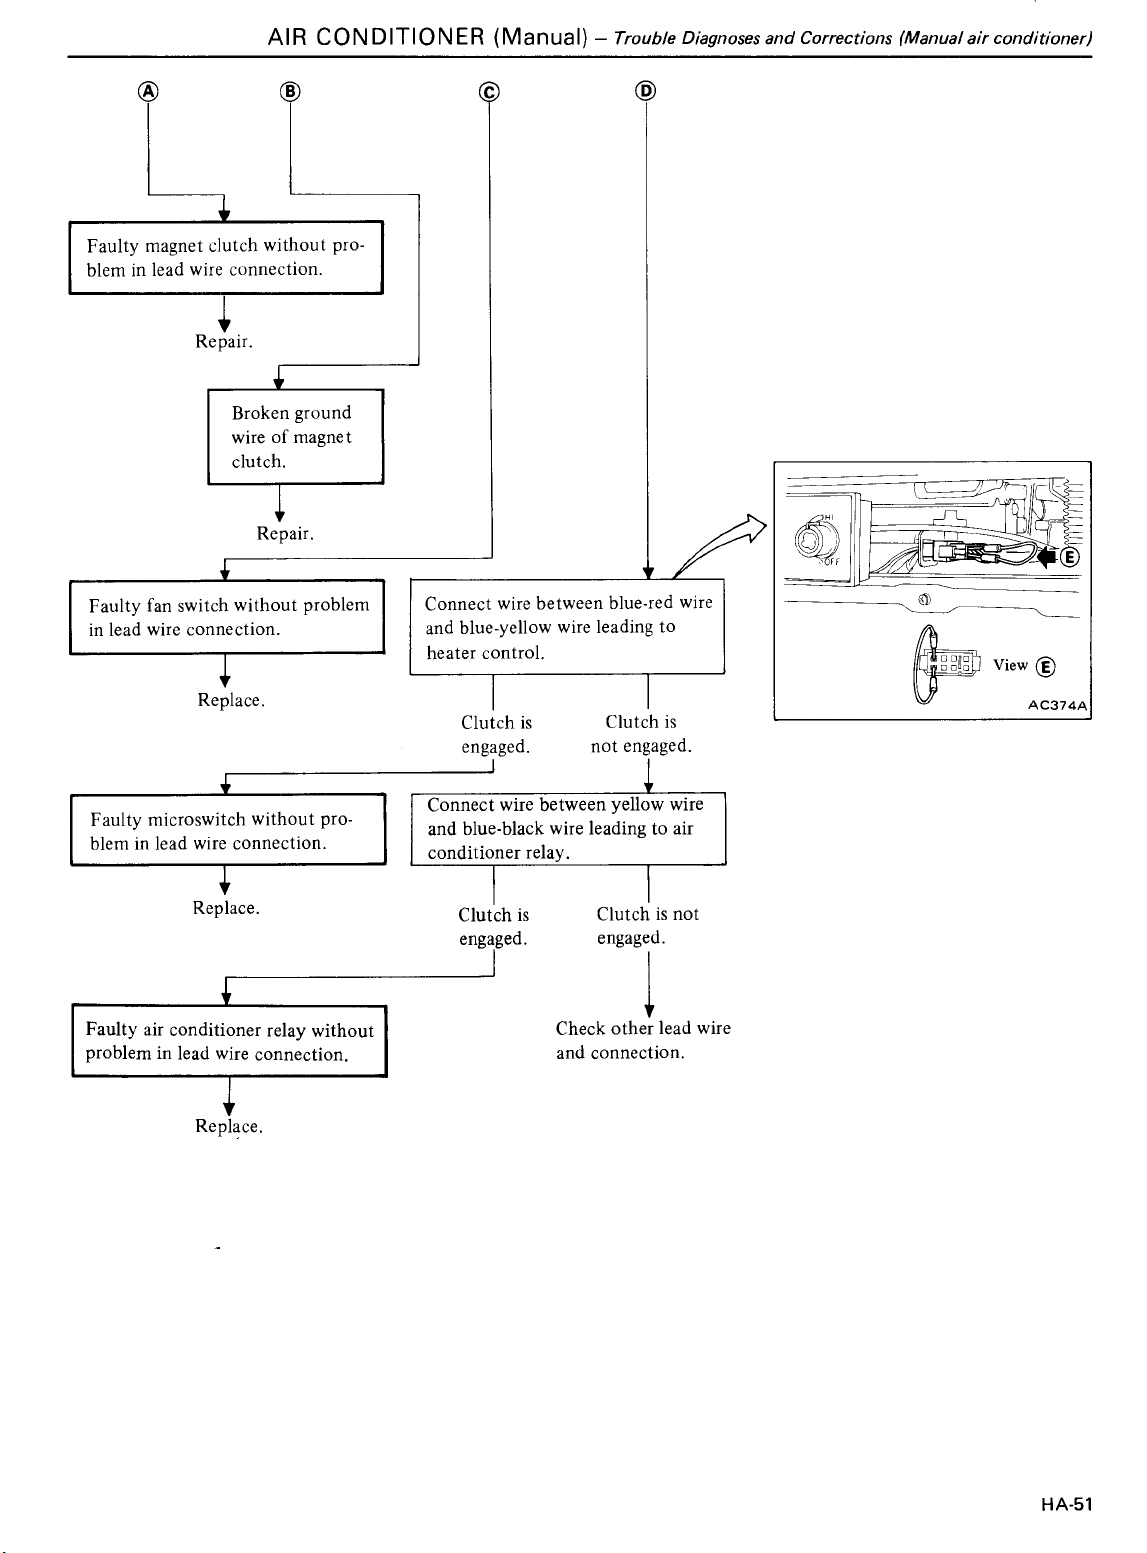 AIR CONDITIONER (Manual) – Trouble Diagnoses and Corrections (Manual air conditioner)
A B C D
Faulty magnet clutch without pro-
blem in lead wire connection.
Repair.
Broken ground
wire of magnet
clutch.
Repair.
HI
OFF
E
Faulty fan switch without problem
in lead wire connection.
Replace.
Connect wire between blue-red wire
and blue-yellow wire leading to
heater control.
View E
AC374A
Clutch is
engaged.
Clutch is
not engaged.
Faulty microswitch without pro-
blem in lead wire connection.
Replace.
Connect wire between yellow wire
and blue-black wire leading to air
conditioner relay.
Clutch is
engaged.
Clutch is not
engaged.
Faulty air conditioner relay without
problem in lead wire connection.
Replace.
Check other lead wire
and connection.
HA-51